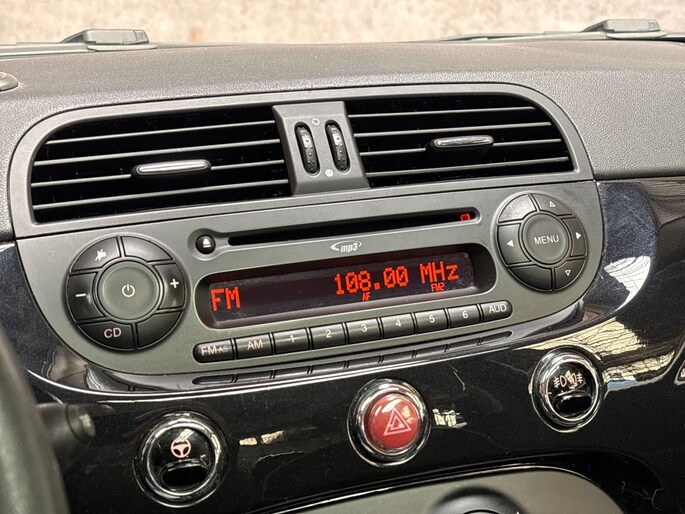 mp3
FM 108.00 MHz
AF FM2
MENU
CD
FM AS AM 1 2 3 4 5 6 AUD